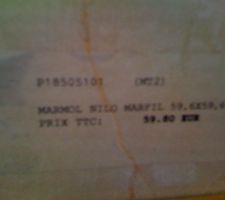 P18505101 (MT2)
MARMOL NILO MARFIL 59,6X59,6
PRIX TTC: 59.80 EUR